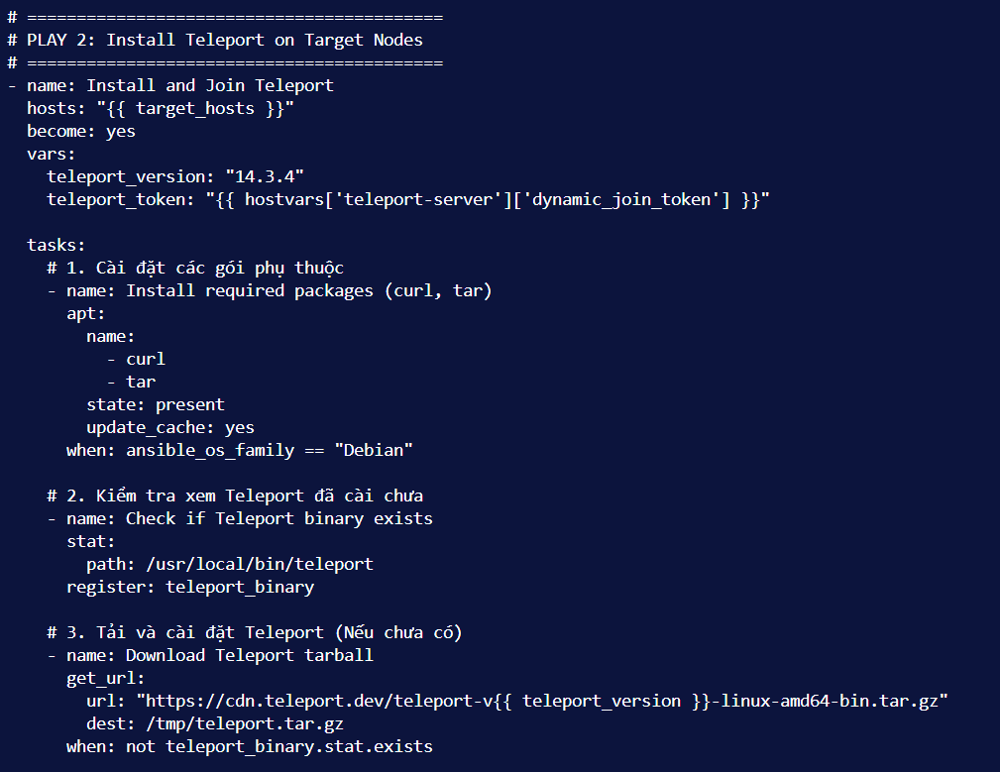 # ==========================================
# PLAY 2: Install Teleport on Target Nodes
# ==========================================
- name: Install and Join Teleport
  hosts: "{{ target_hosts }}"
  become: yes
  vars:
    teleport_version: "14.3.4"
    teleport_token: "{{ hostvars['teleport-server']['dynamic_join_token'] }}"

  tasks:
    # 1. Cài đặt các gói phụ thuộc
    - name: Install required packages (curl, tar)
      apt:
        name:
          - curl
          - tar
        state: present
        update_cache: yes
      when: ansible_os_family == "Debian"

    # 2. Kiểm tra xem Teleport đã cài chưa
    - name: Check if Teleport binary exists
      stat:
        path: /usr/local/bin/teleport
      register: teleport_binary

    # 3. Tải và cài đặt Teleport (Nếu chưa có)
    - name: Download Teleport tarball
      get_url:
        url: "https://cdn.teleport.dev/teleport-v{{ teleport_version }}-linux-amd64-bin.tar.gz"
        dest: /tmp/teleport.tar.gz
      when: not teleport_binary.stat.exists